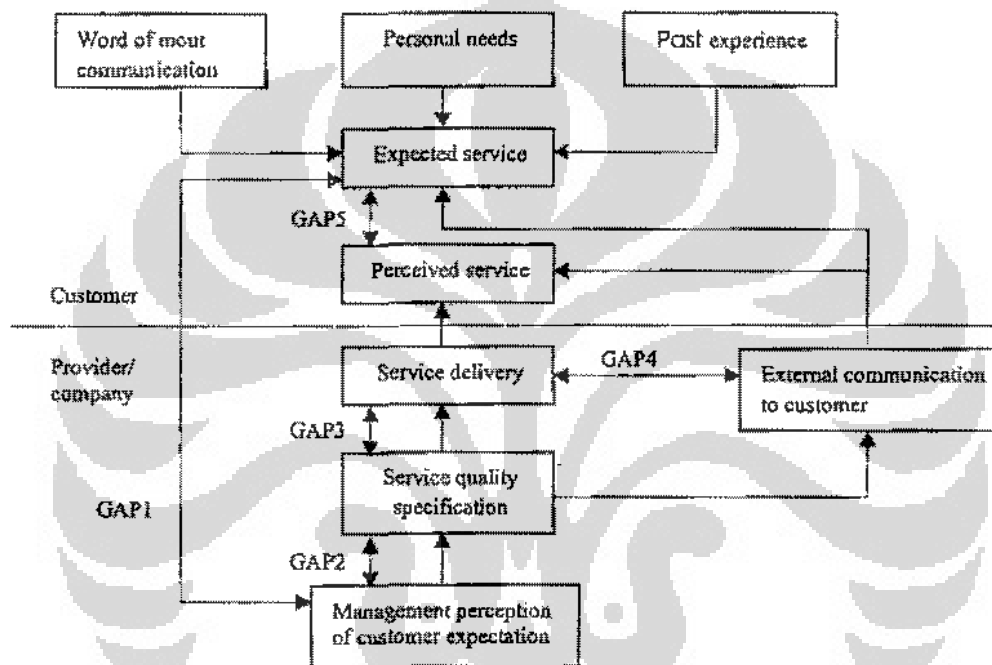 Word of mout
communication
Personal needs
Past experience
Expected service
GAP5
Perceived service
Customer
Provider/
company
Service delivery
GAP4
External communication
to customer
GAP3
Service quality
specification
GAP1
GAP2
Management perception
of customer expectation